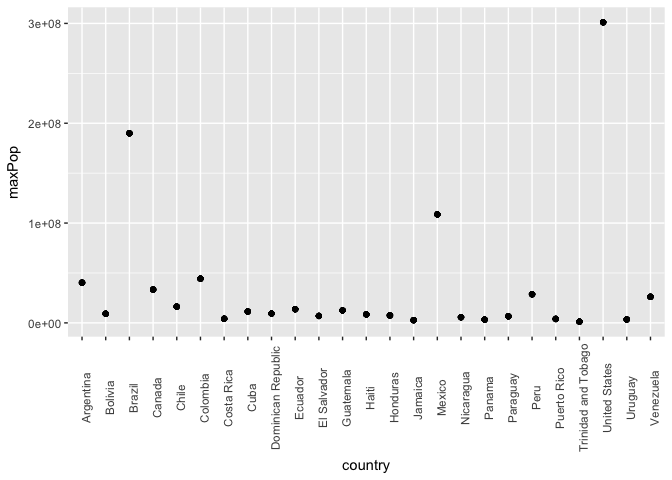 3e+08
2e+08
1e+08
0e+00
maxPop
Argentina
Bolivia
Brazil
Canada
Chile
Colombia
Costa Rica
Cuba
Dominican Republic
Ecuador
El Salvador
Guatemala
Haiti
Honduras
Jamaica
Mexico
Nicaragua
Panama
Paraguay
Peru
Puerto Rico
Trinidad and Tobago
United States
Uruguay
Venezuela
country